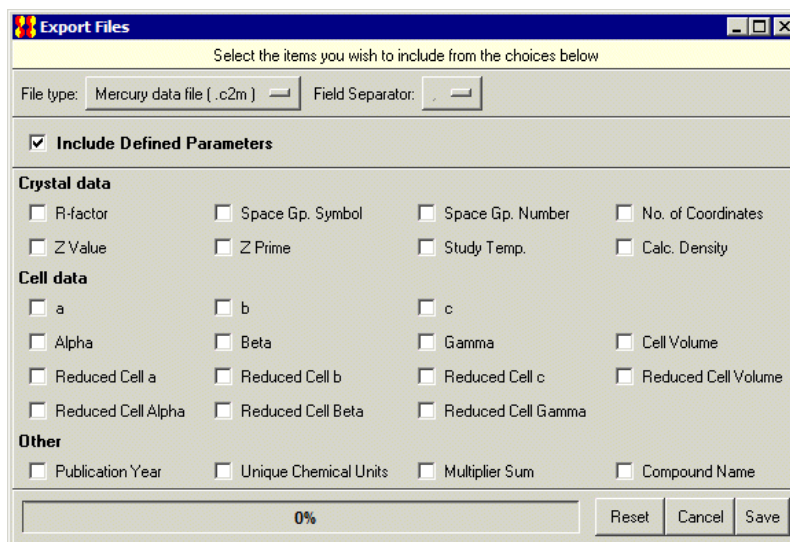 Export Files
Select the items you wish to include from the choices below
File type: Mercury data file ( .c2m ) Field Separator: ,
Include Defined Parameters
Crystal data
R-factor Space Gp. Symbol Space Gp. Number No. of Coordinates
Z Value Z Prime Study Temp. Calc. Density
Cell data
a b c
Alpha Beta Gamma Cell Volume
Reduced Cell a Reduced Cell b Reduced Cell c Reduced Cell Volume
Reduced Cell Alpha Reduced Cell Beta Reduced Cell Gamma
Other
Publication Year Unique Chemical Units Multiplier Sum Compound Name
0% Reset Cancel Save